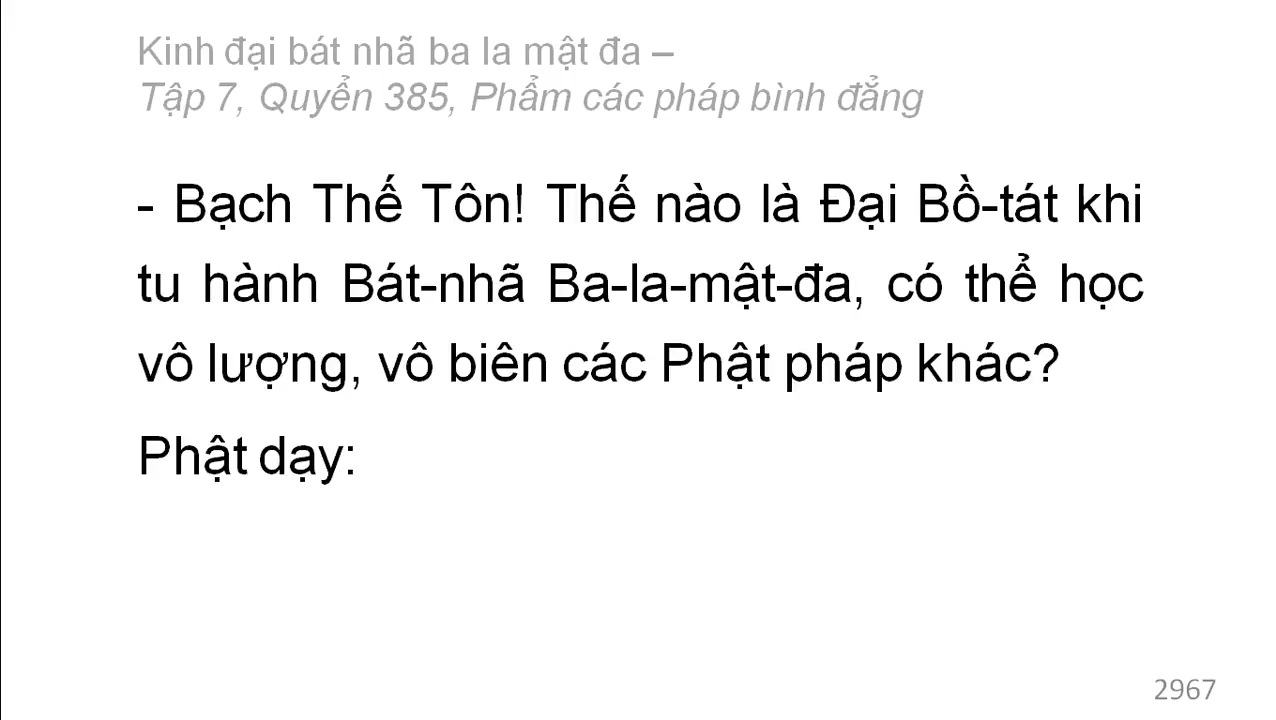 Kinh đại bát nhã ba la mật đa –
Tập 7, Quyển 385, Phẩm các pháp bình đẳng
- Bạch Thế Tôn! Thế nào là Đại Bồ-tát khi
tu hành Bát-nhã Ba-la-mật-đa, có thể học
vô lượng, vô biên các Phật pháp khác?
Phật dạy:
2967